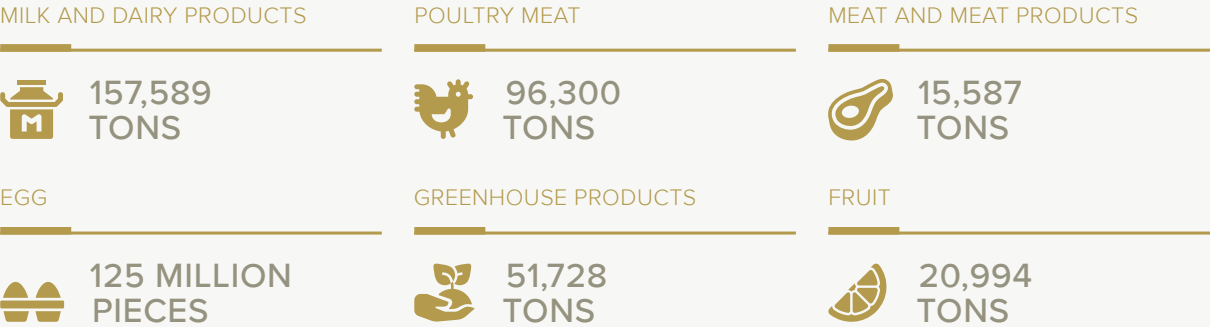 MILK AND DAIRY PRODUCTS
M
157,589
TONS
POULTRY MEAT
96,300
TONS
MEAT AND MEAT PRODUCTS
15,587
TONS
EGG
125 MILLION
PIECES
GREENHOUSE PRODUCTS
51,728
TONS
FRUIT
20,994
TONS